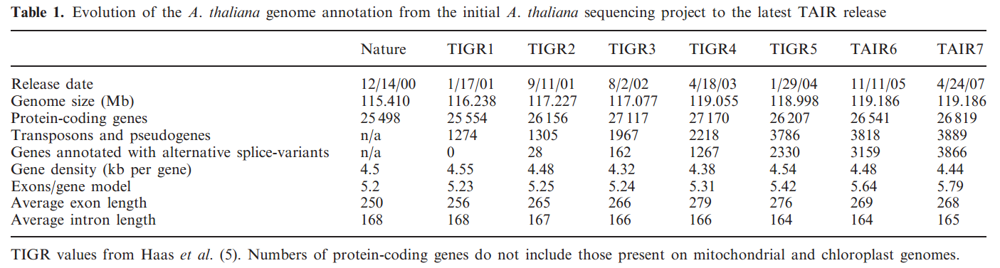 Table 1. Evolution of the A. thaliana genome annotation from the initial A. thaliana sequencing project to the latest TAIR release
Nature TIGR1 TIGR2 TIGR3 TIGR4 TIGR5 TAIR6 TAIR7
Release date 12/14/00 1/17/01 9/11/01 8/2/02 4/18/03 1/29/04 11/11/05 4/24/07
Genome size (Mb) 115.410 116.238 117.227 117.077 119.055 118.998 119.186 119.186
Protein-coding genes 25 498 25 554 26 156 27 117 27 170 26 207 26 541 26 819
Transposons and pseudogenes n/a 1274 1305 1967 2218 3786 3818 3889
Genes annotated with alternative splice-variants n/a 0 28 162 1267 2330 3159 3866
Gene density (kb per gene) 4.5 4.55 4.48 4.32 4.38 4.54 4.48 4.44
Exons/gene model 5.2 5.23 5.25 5.24 5.31 5.42 5.64 5.79
Average exon length 250 256 265 266 279 276 269 268
Average intron length 168 168 167 166 166 164 164 165
TIGR values from Haas et al. (5). Numbers of protein-coding genes do not include those present on mitochondrial and chloroplast genomes.